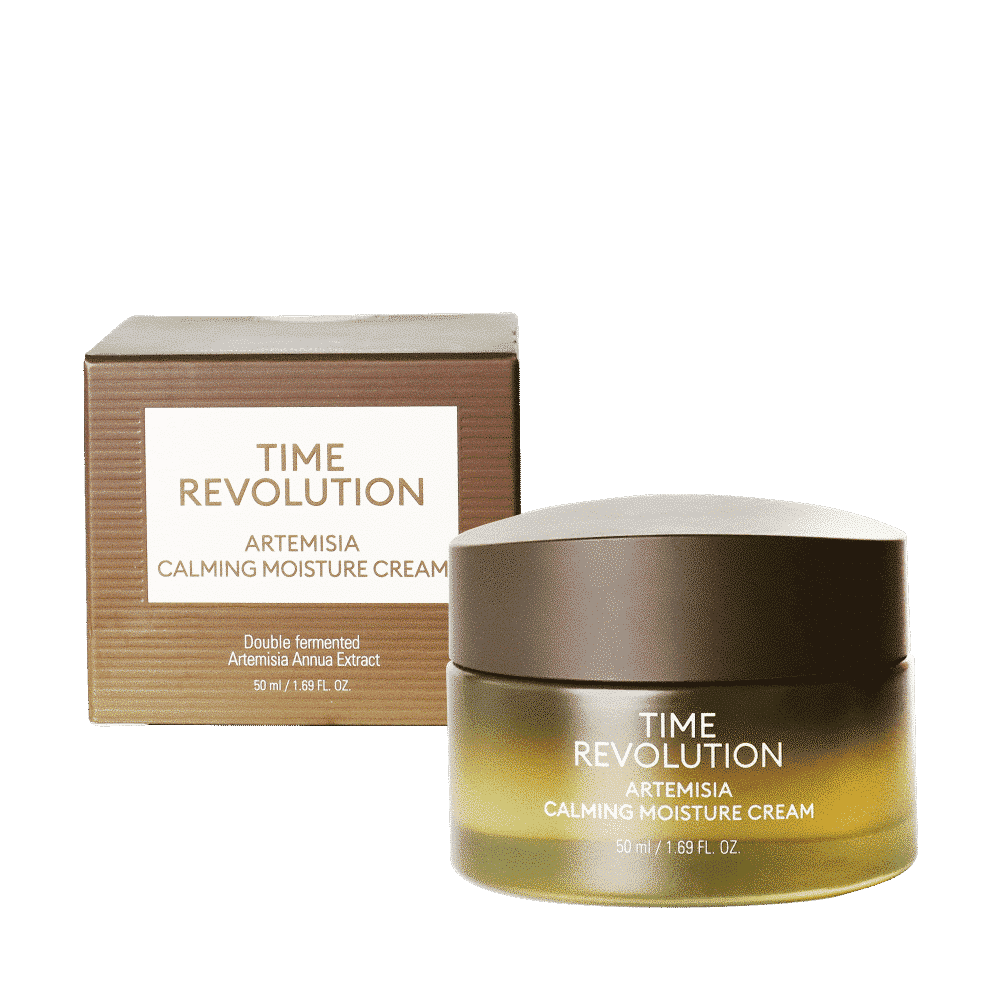 TIME
REVOLUTION
ARTEMISIA
CALMING MOISTURE CREAM
Double fermented
Artemisia Annua Extract
50 ml / 1.69 FL. OZ.
TIME
REVOLUTION
ARTEMISIA
CALMING MOISTURE CREAM
50 ml / 1.69 FL. OZ.